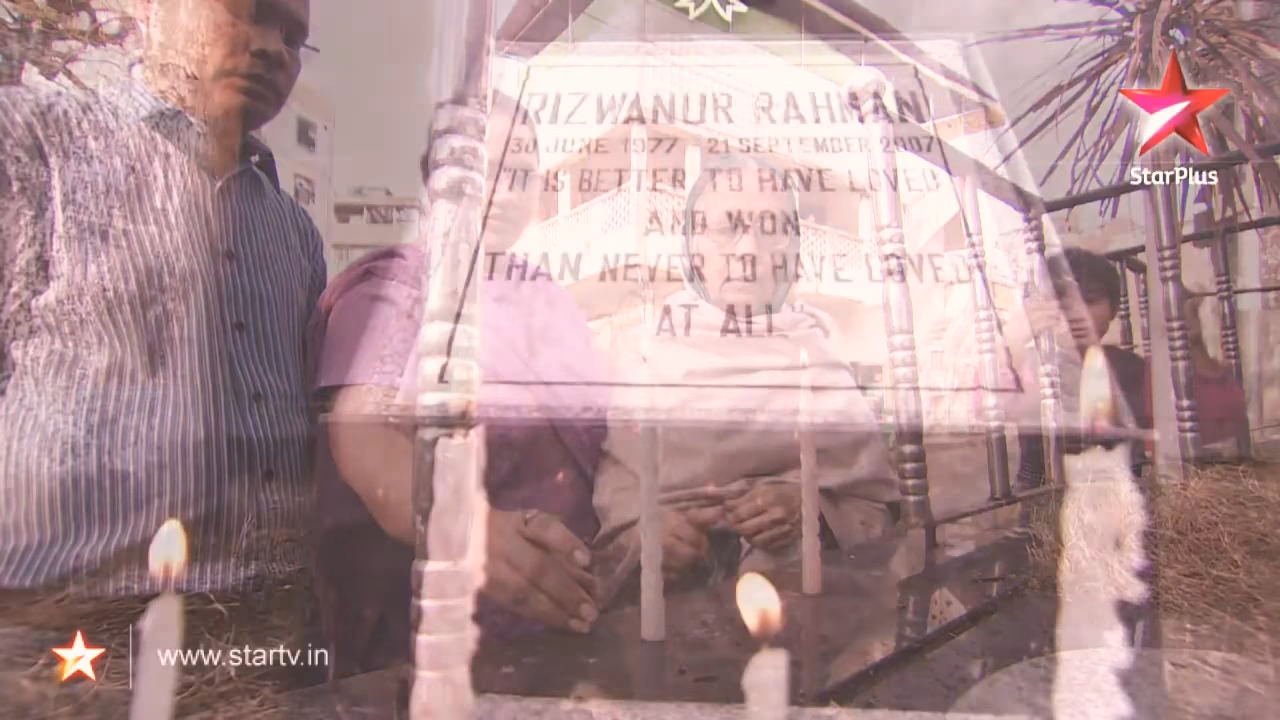 RIZWANUR RAHMAN
30 JUNE 1977 - 21 SEPTEMBER 2007
"IT IS BETTER TO HAVE LOVED
AND WON
THAN NEVER TO HAVE LOVED
AT ALL"
StarPlus
www.startv.in